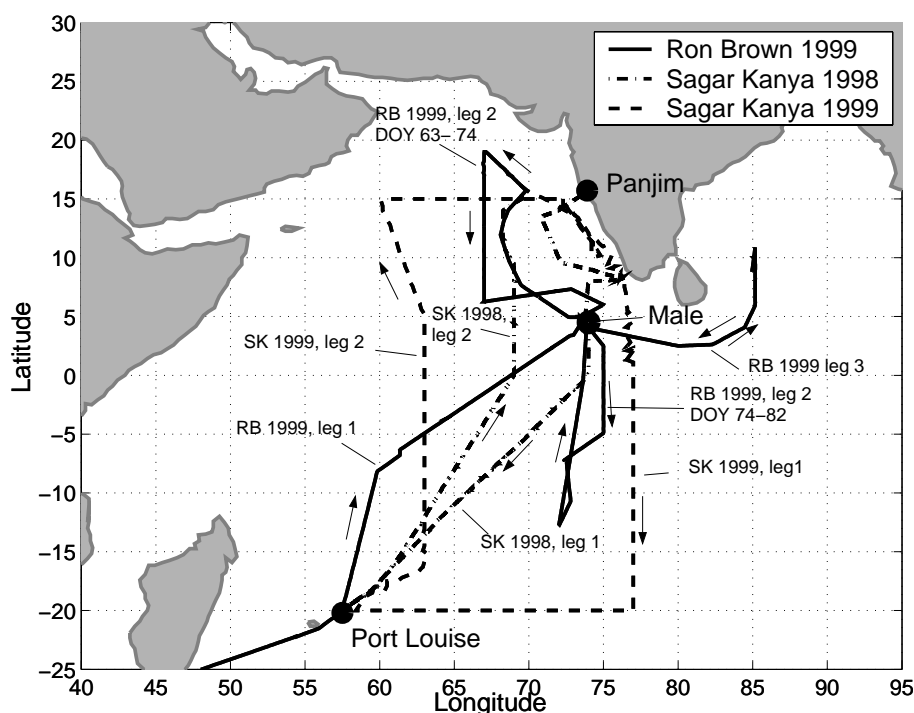 30
25
20
15
10
5
0
−5
−10
−15
−20
−25
Latitude
Ron Brown 1999
Sagar Kanya 1998
Sagar Kanya 1999
RB 1999, leg 2
DOY 63−74
Panjim
SK 1998,
leg 2
Male
SK 1999, leg 2
RB 1999 leg 3
RB 1999, leg 2
DOY 74−82
RB 1999, leg 1
SK 1999, leg1
SK 1998, leg 1
Port Louise
40 45 50 55 60 65 70 75 80 85 90 95
Longitude